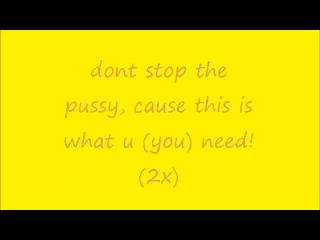 dont stop the
pussy, cause this is
what u (you) need!
(2x)